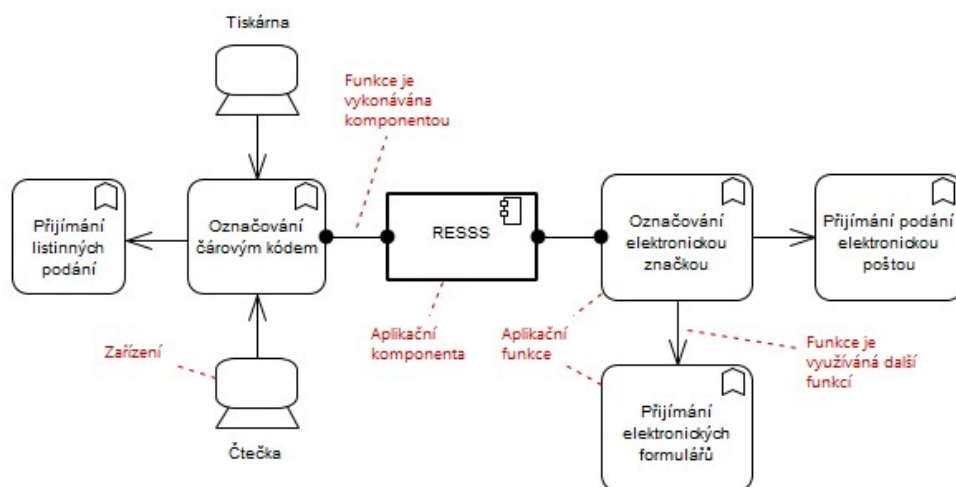 Tiskárna
Funkce je
vykonávána
komponentou
Přijímání
listinných
podání
Označování
čárovým kódem
RESSS
Označování
elektronickou
značkou
Přijímání podání
elektronickou
poštou
Zařízení
Aplikační
komponenta
Aplikační
funkce
Funkce je
využíváná další
funkcí
Čtečka
Přijímání
elektronických
formulářů